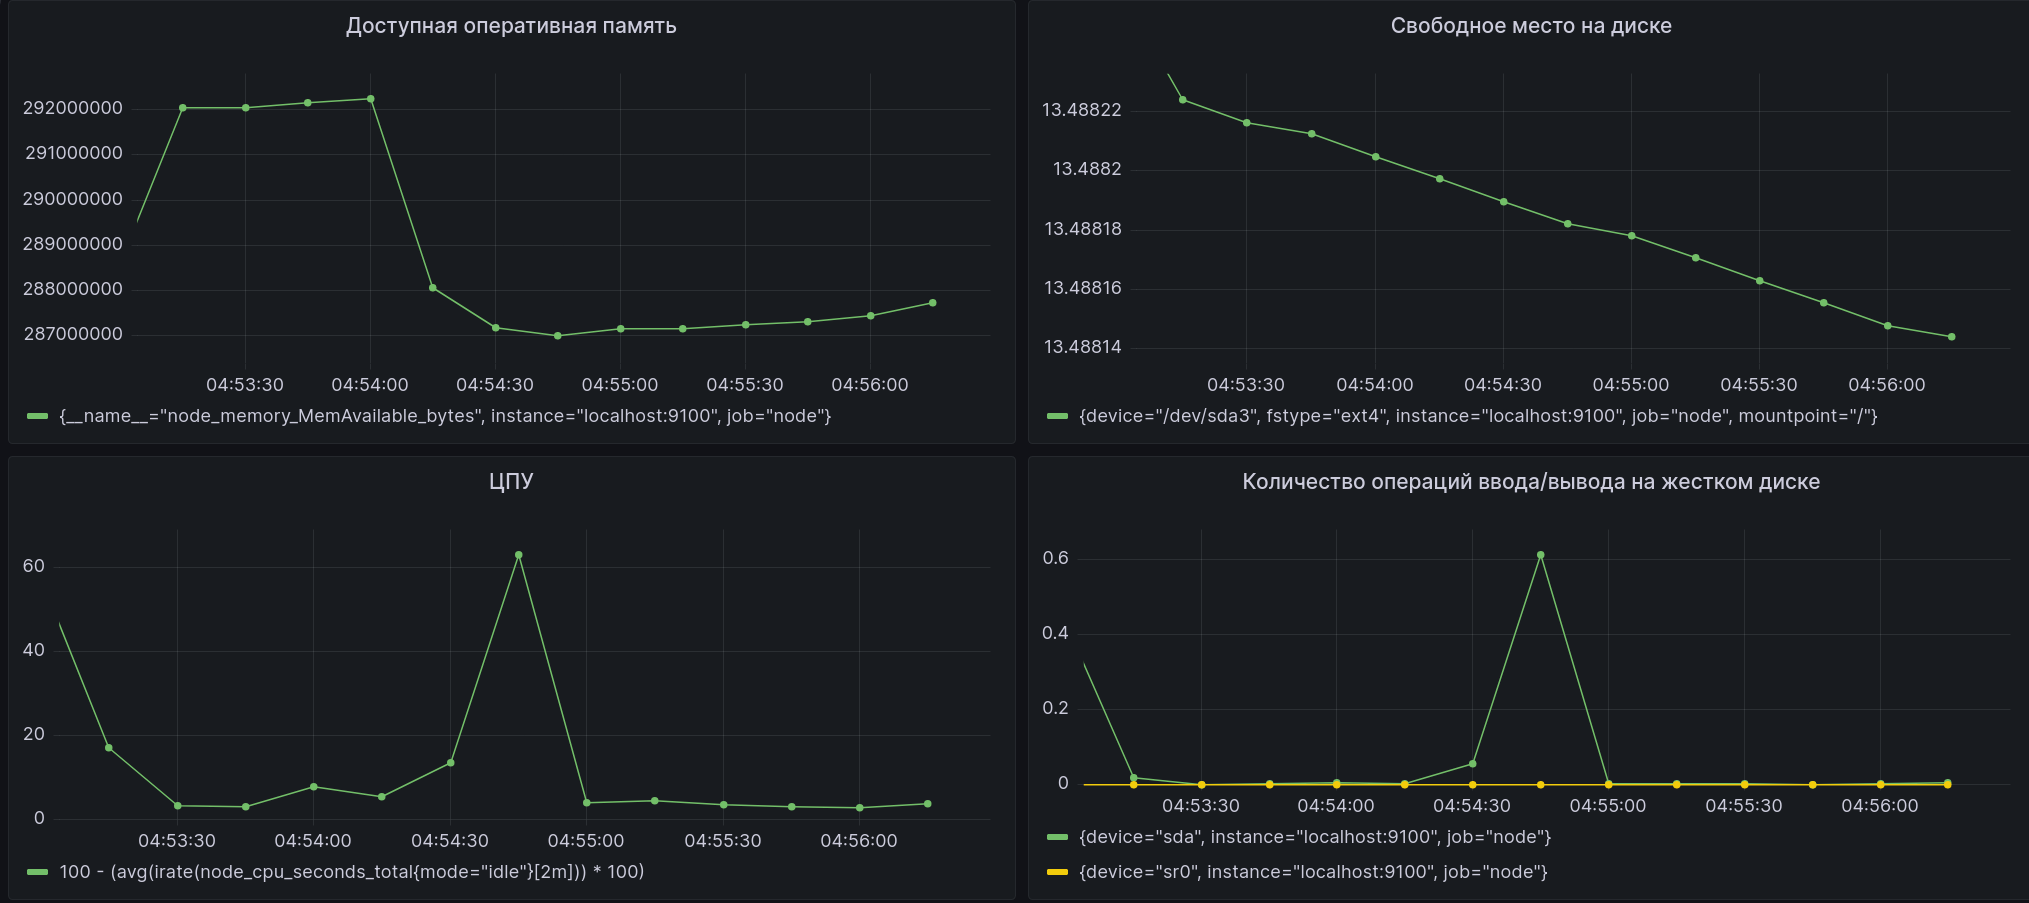 Доступная оперативная память
292000000
291000000
290000000
289000000
288000000
287000000
04:53:30 04:54:00 04:54:30 04:55:00 04:55:30 04:56:00
{__name__="node_memory_MemAvailable_bytes", instance="localhost:9100", job="node"}
Свободное место на диске
13.48822
13.4882
13.48818
13.48816
13.48814
04:53:30 04:54:00 04:54:30 04:55:00 04:55:30 04:56:00
{device="/dev/sda3", fstype="ext4", instance="localhost:9100", job="node", mountpoint="/"}
ЦПУ
60
40
20
0
04:53:30 04:54:00 04:54:30 04:55:00 04:55:30 04:56:00
100 - (avg(irate(node_cpu_seconds_total{mode="idle"}[2m])) * 100)
Количество операций ввода/вывода на жестком диске
0.6
0.4
0.2
0
04:53:30 04:54:00 04:54:30 04:55:00 04:55:30 04:56:00
{device="sda", instance="localhost:9100", job="node"}
{device="sr0", instance="localhost:9100", job="node"}